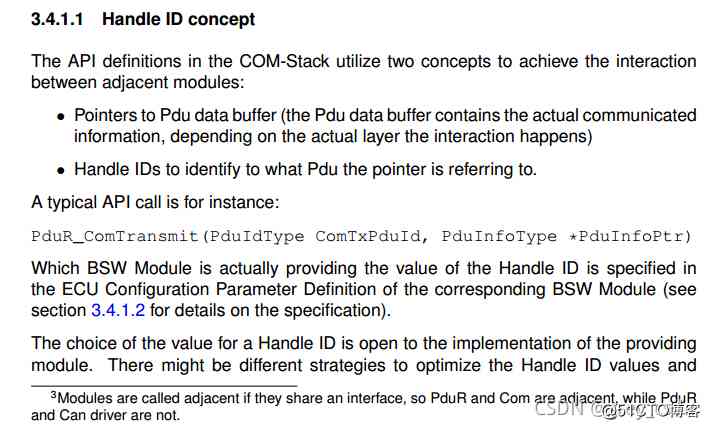 3.4.1.1 Handle ID concept
The API definitions in the COM-Stack utilize two concepts to achieve the interaction
between adjacent modules:
• Pointers to Pdu data buffer (the Pdu data buffer contains the actual communicated
information, depending on the actual layer the interaction happens)
• Handle IDs to identify to what Pdu the pointer is referring to.
A typical API call is for instance:
PduR_ComTransmit(PduIdType ComTxPduId, PduInfoType *PduInfoPtr)
Which BSW Module is actually providing the value of the Handle ID is specified in
the ECU Configuration Parameter Definition of the corresponding BSW Module (see
section 3.4.1.2 for details on the specification).
The choice of the value for a Handle ID is open to the implementation of the providing
module. There might be different strategies to optimize the Handle ID values and
3Modules are called adjacent if they share an interface, so PduR and Com are adjacent, while PduR
and Can driver are not.
CSDN
@51CTO博客